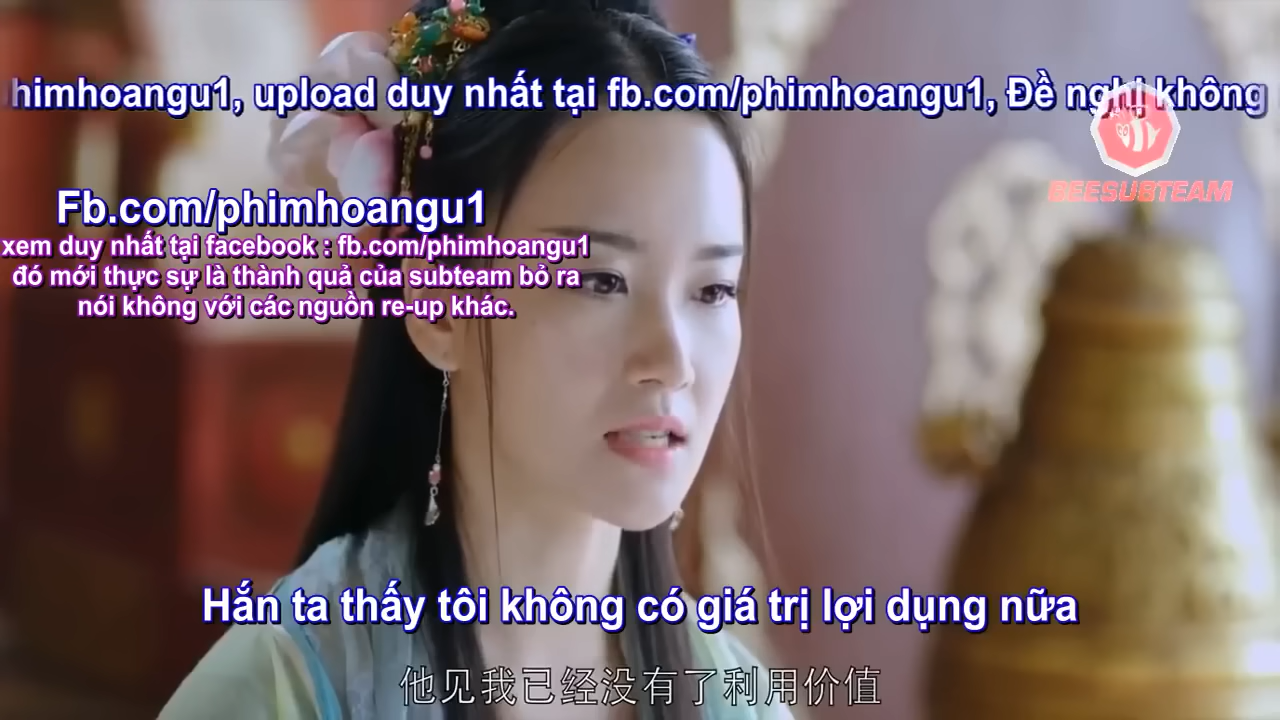 himhoangu1, upload duy nhất tại fb.com/phimhoangu1, Đề nghị không
BEESUBTEAM
Fb.com/phimhoangu1
xem duy nhất tại facebook : fb.com/phimhoangu1
đó mới thực sự là thành quả của subteam bỏ ra
nói không với các nguồn re-up khác.
Hắn ta thấy tôi không có giá trị lợi dụng nữa
他见我已经没有了利用价值